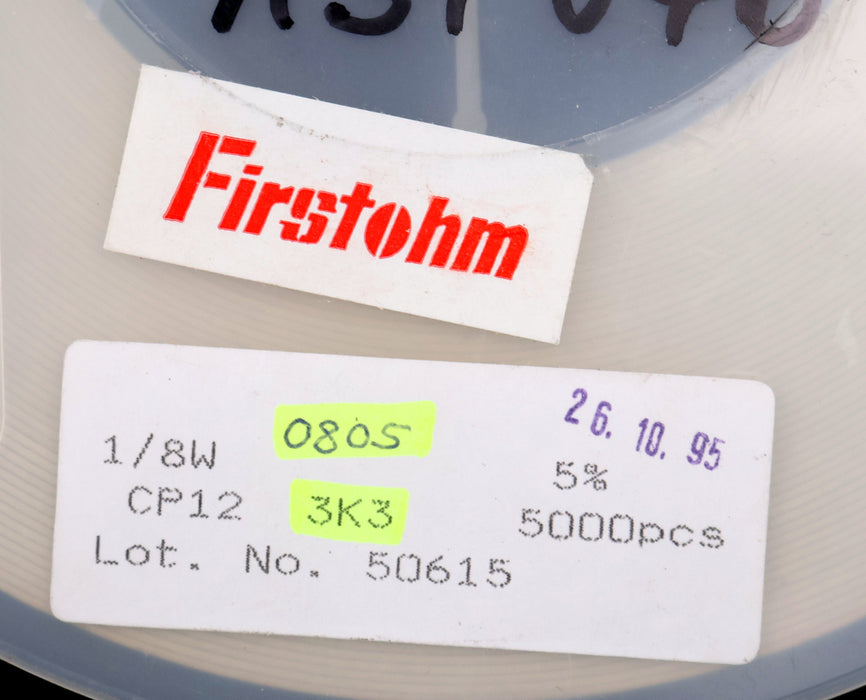 Firstohm
0805
26. 10. 95
1/8W
5%
CP12
3K3
5000pcs
Lot. No. 50615